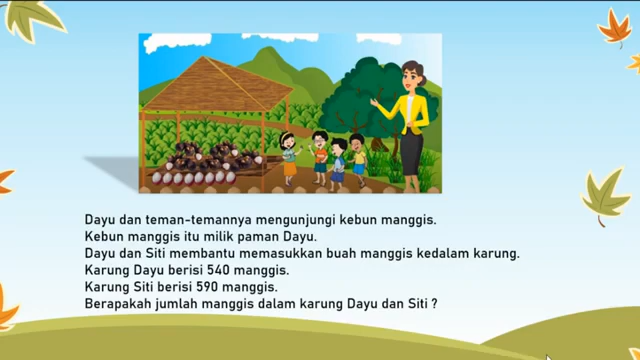 Dayu dan teman-temannya mengunjungi kebun manggis.
Kebun manggis itu milik paman Dayu.
Dayu dan Siti membantu memasukkan buah manggis kedalam karung.
Karung Dayu berisi 540 manggis.
Karung Siti berisi 590 manggis.
Berapakah jumlah manggis dalam karung Dayu dan Siti ?